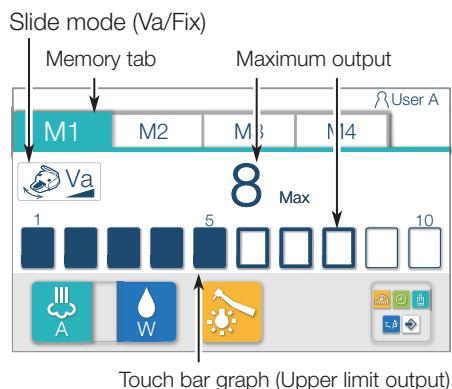 Slide mode (Va/Fix)
Memory tab
Maximum output
User A
M1
M2
M3
M4
Va
8 Max
1
5
10
A
W
Touch bar graph (Upper limit output)